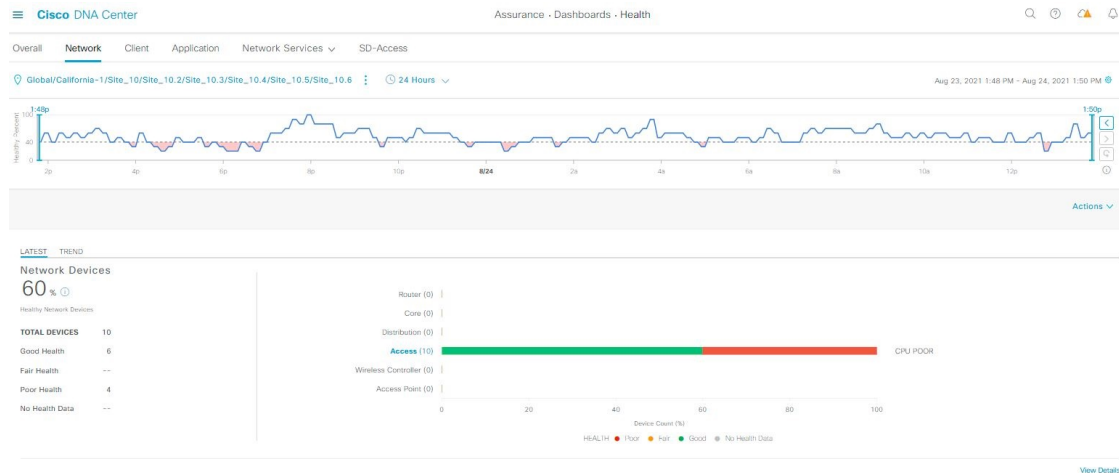 Cisco DNA Center
Assurance · Dashboards · Health
Overall Network Client Application Network Services SD-Access
Global/California-1/Site_10/Site_10.2/Site_10.3/Site_10.4/Site_10.5/Site_10.6
24 Hours
Aug 23, 2021 1:48 PM - Aug 24, 2021 1:50 PM
1:48p 1:50p
Healthy Percent
100
40
0
2p 4p 6p 8p 10p 8/24 2a 4a 6a 8a 10a 12p
Actions
LATEST TREND
Network Devices
60 %
Healthy Network Devices
TOTAL DEVICES 10
Good Health 6
Fair Health --
Poor Health 4
No Health Data --
Router (0)
Core (0)
Distribution (0)
Access (10) CPU POOR
Wireless Controller (0)
Access Point (0)
0 20 40 60 80 100
Device Count (%)
HEALTH Poor Fair Good No Health Data
View Details